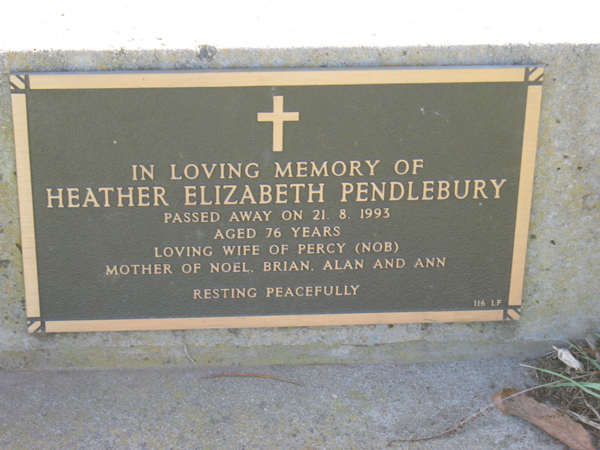 IN LOVING MEMORY OF
HEATHER ELIZABETH PENDLEBURY
PASSED AWAY ON 21. 8. 1993
AGED 76 YEARS
LOVING WIFE OF PERCY (NOB)
MOTHER OF NOEL, BRIAN, ALAN AND ANN
RESTING PEACEFULLY
116 LF